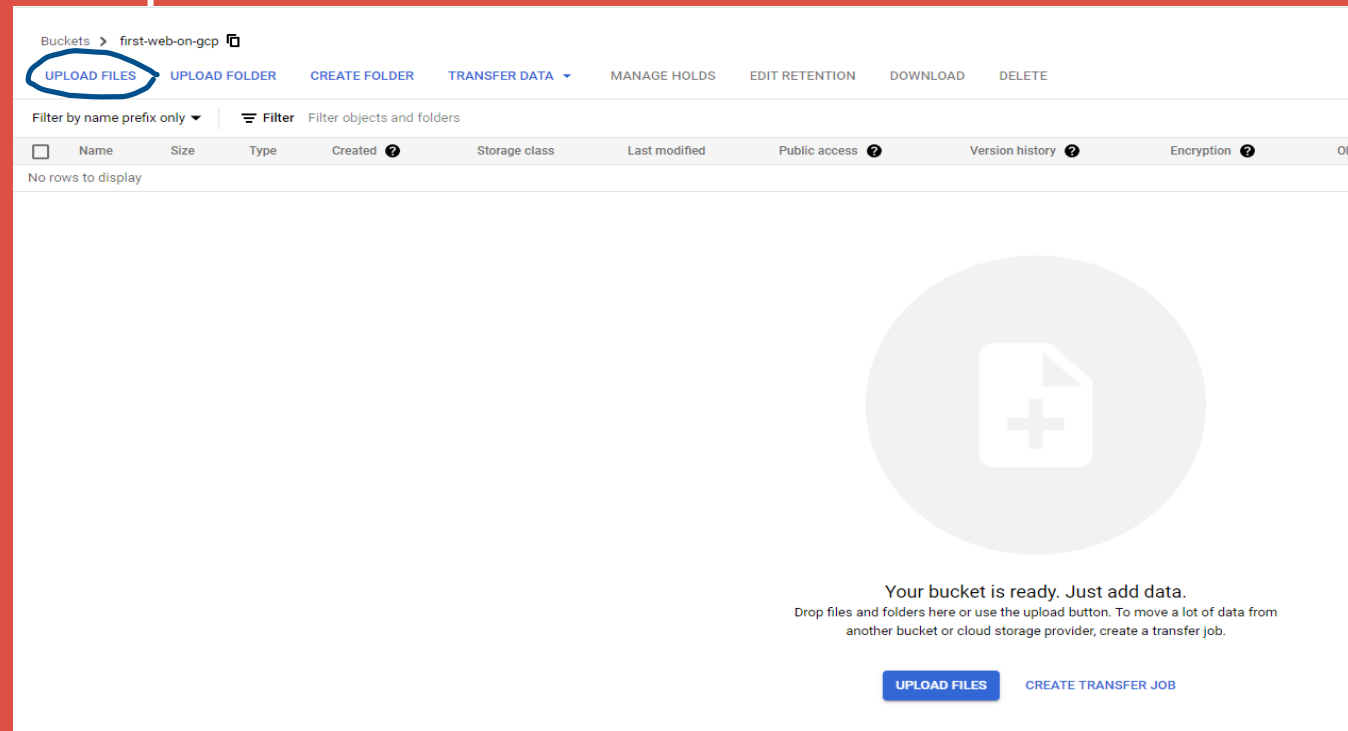 Buckets > first-web-on-gcp
UPLOAD FILES UPLOAD FOLDER CREATE FOLDER TRANSFER DATA MANAGE HOLDS EDIT RETENTION DOWNLOAD DELETE
Filter by name prefix only Filter Filter objects and folders
Name Size Type Created Storage class Last modified Public access Version history Encryption
No rows to display
Your bucket is ready. Just add data.
Drop files and folders here or use the upload button. To move a lot of data from
another bucket or cloud storage provider, create a transfer job.
UPLOAD FILES CREATE TRANSFER JOB